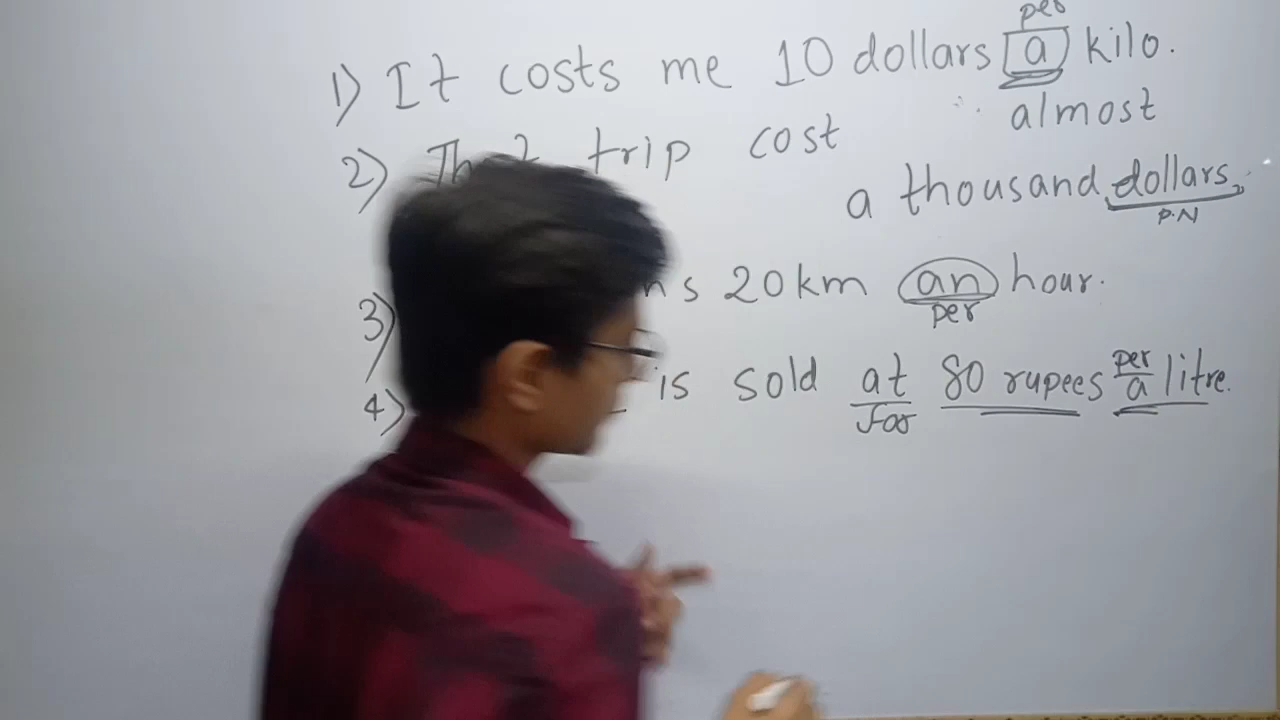 per
1) It costs me 10 dollars a kilo.
almost
2) trip cost
a thousand dollars.
P.N
3) ns 20km an hour.
per
per
4) is sold at 80 rupees a litre.
for